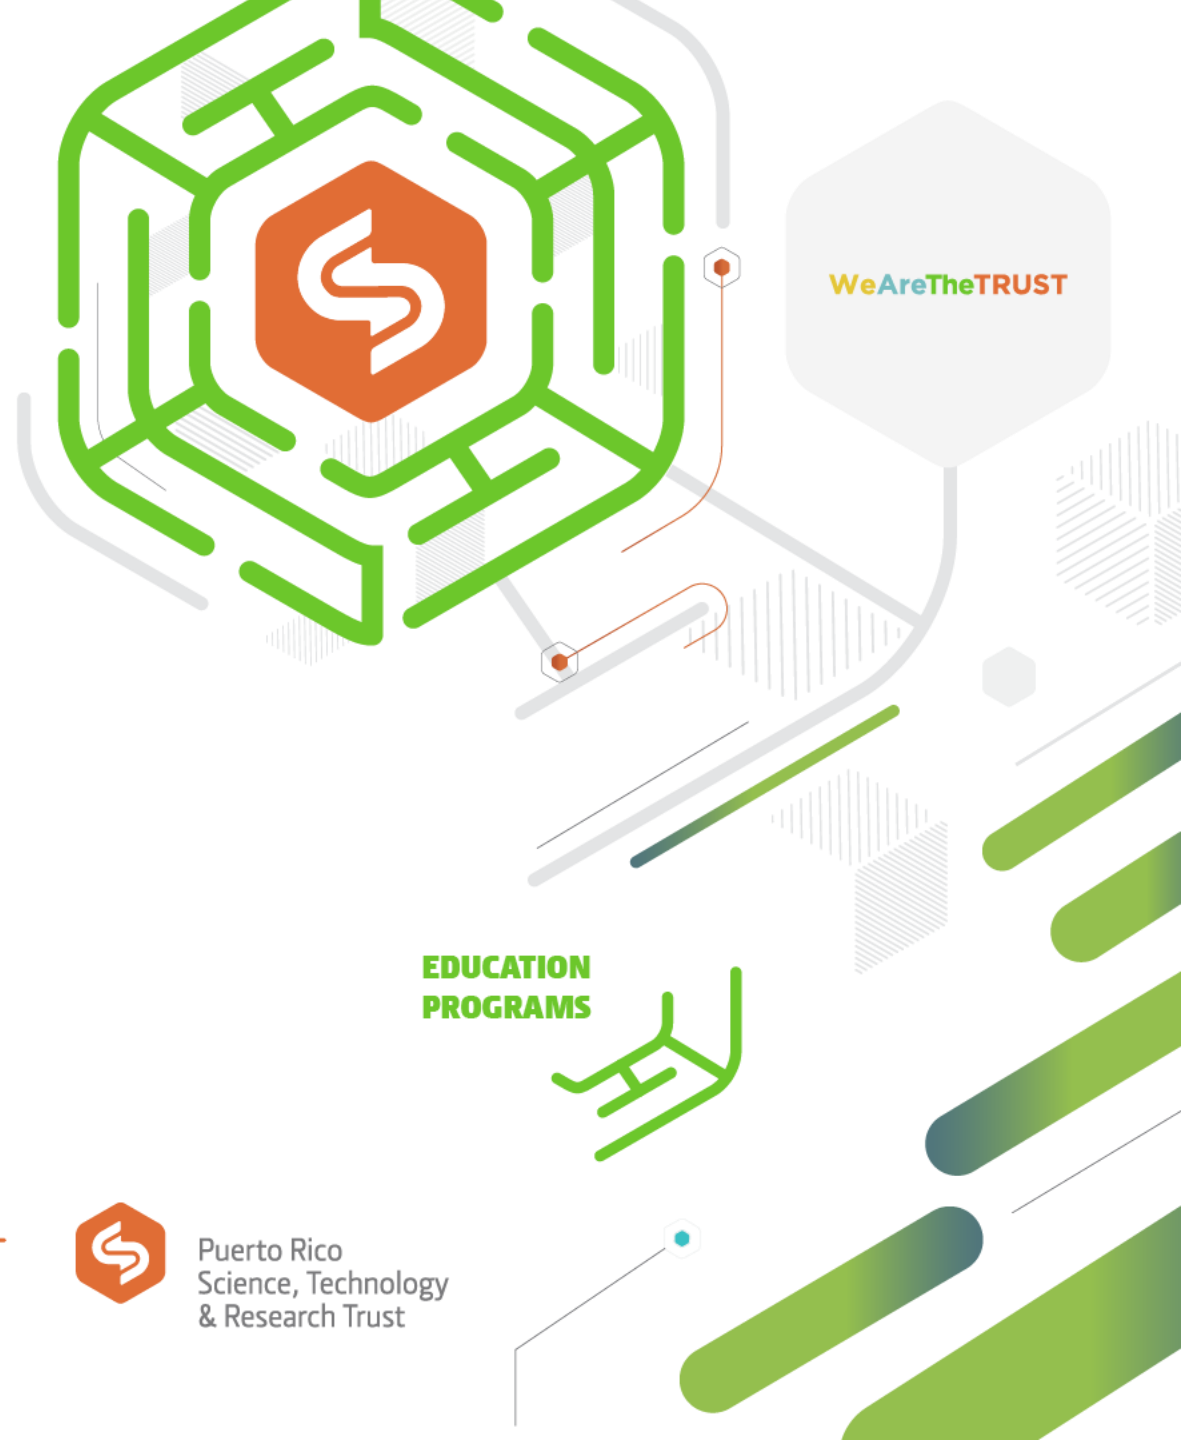 WeAreTheTRUST
EDUCATION
PROGRAMS
Puerto Rico
Science, Technology
& Research Trust